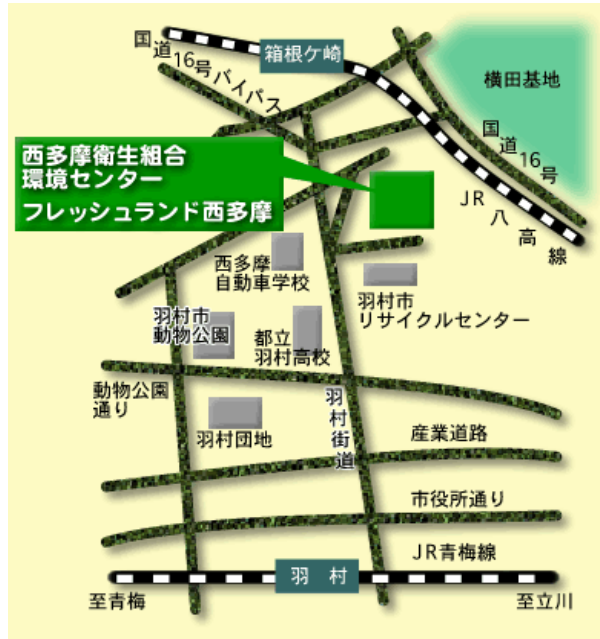 国道16号バイパス
箱根ケ崎
横田基地
国道16号
JR八高線
西多摩衛生組合
環境センター
フレッシュランド西多摩
西多摩
自動車学校
羽村市
リサイクルセンター
羽村市
動物公園
都立
羽村高校
動物公園
通り
羽村街道
羽村団地
産業道路
市役所通り
JR青梅線
羽村
至青梅
至立川